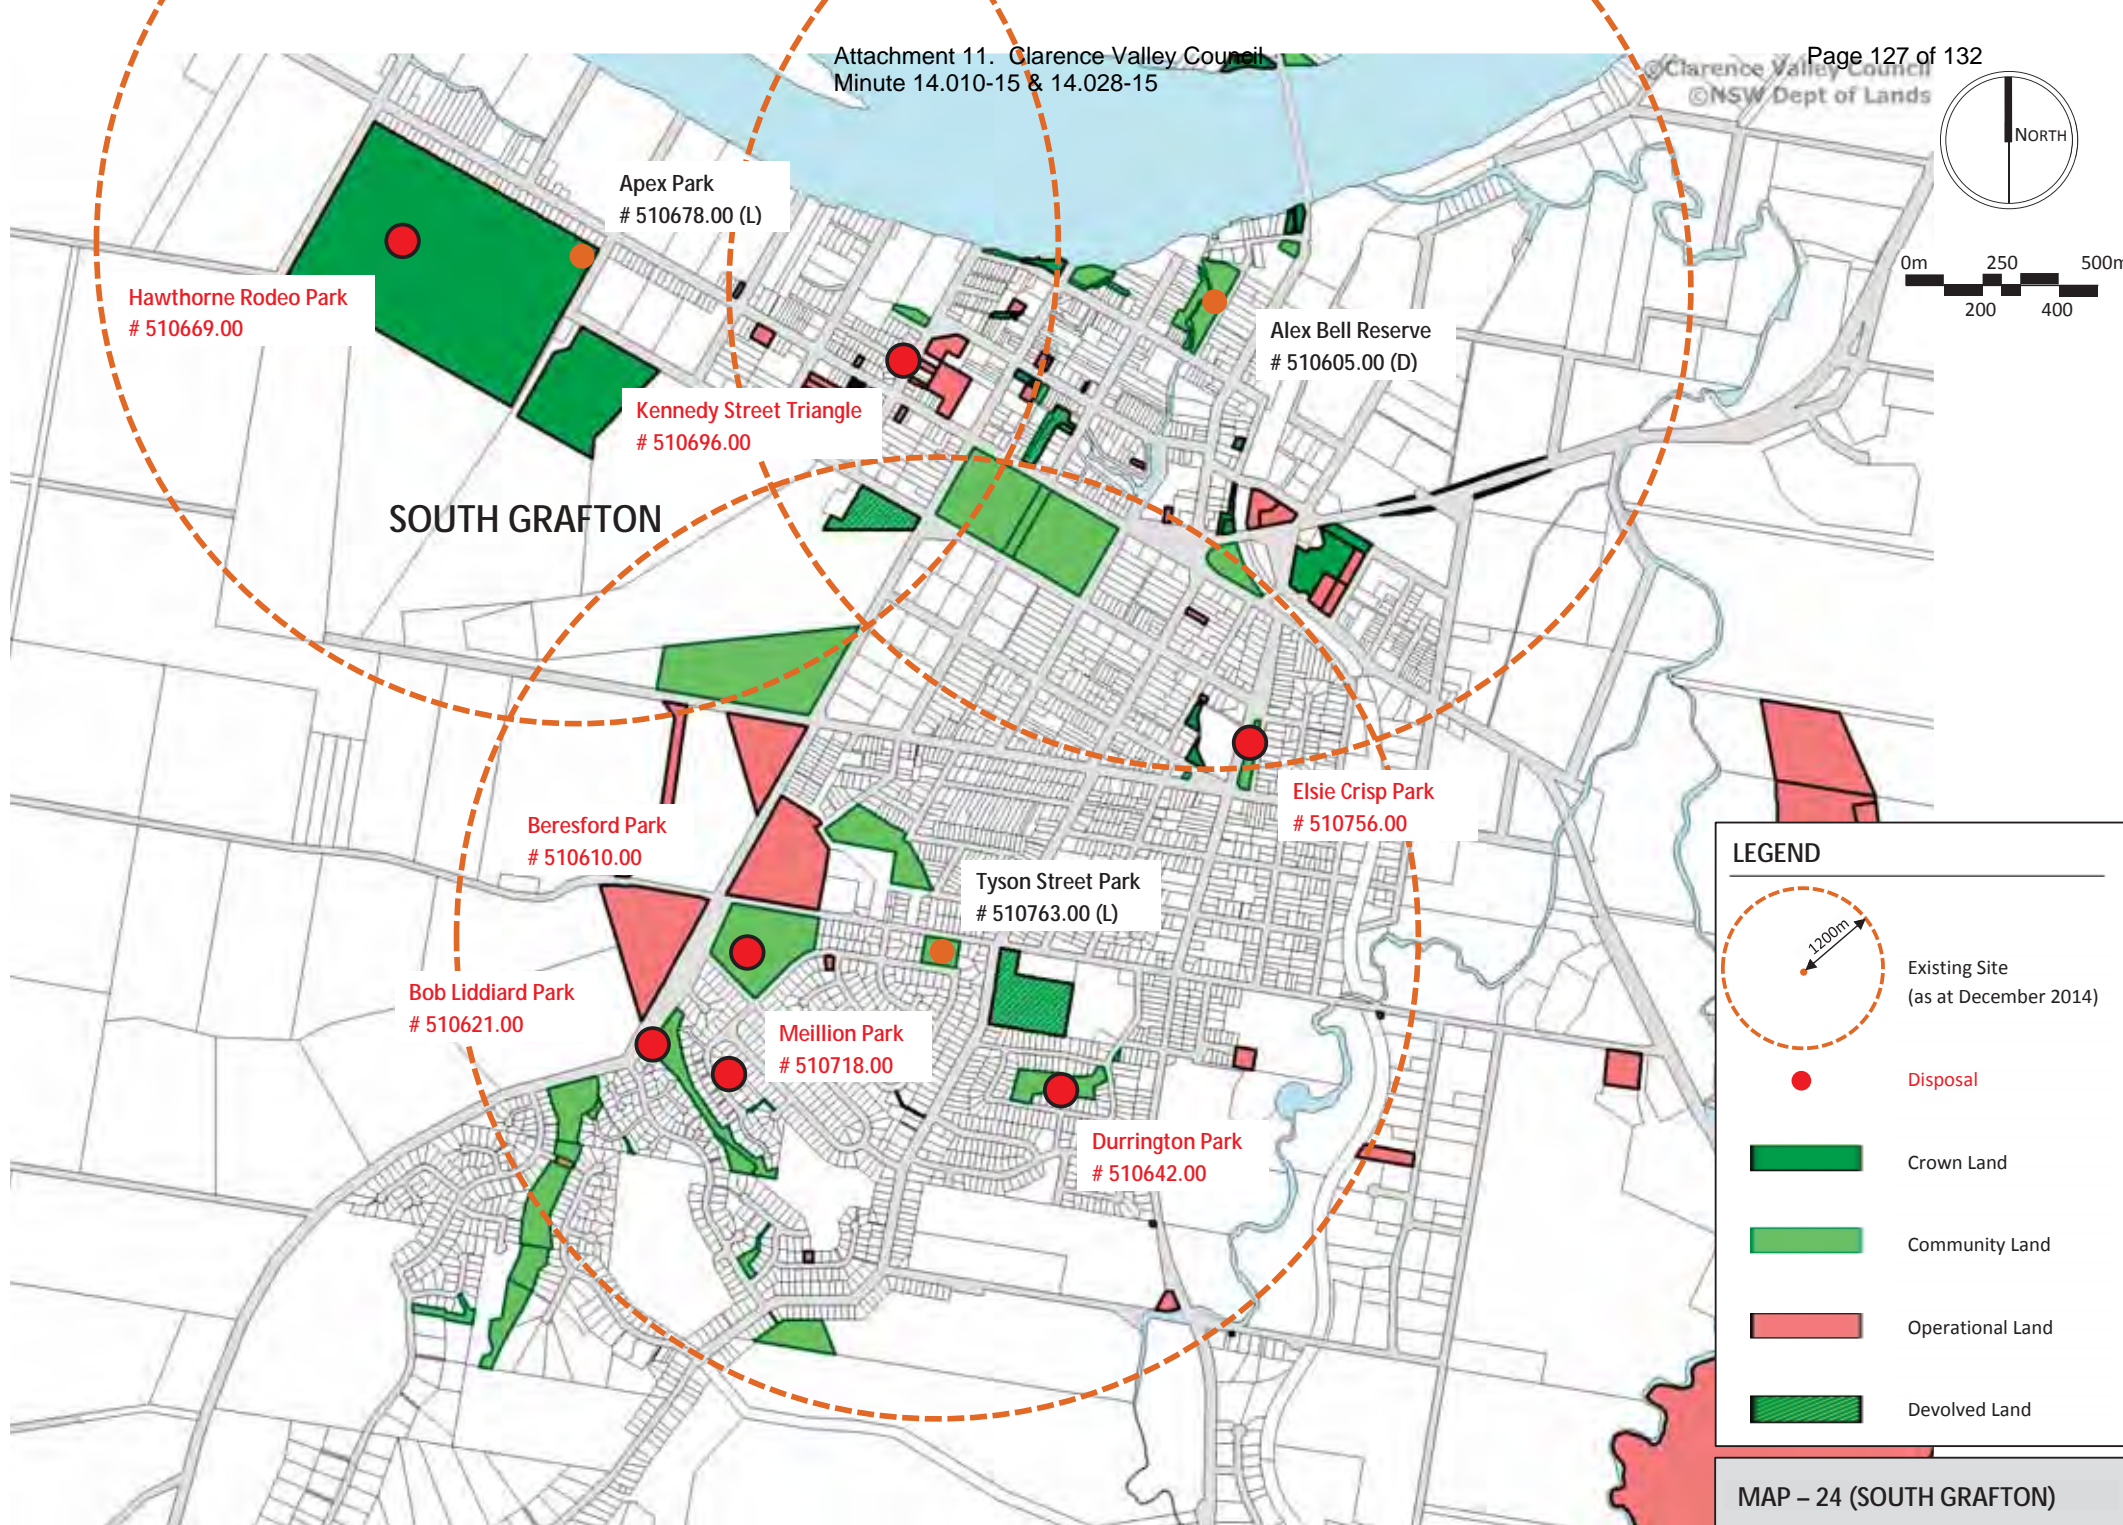 Attachment 11. Clarence Valley Council
Minute 14.010-15 & 14.028-15
Page 127 of 132
©Clarence Valley Council
©NSW Dept of Lands
NORTH
0m 250 500m
200 400
Apex Park
# 510678.00 (L)
Hawthorne Rodeo Park
# 510669.00
Alex Bell Reserve
# 510605.00 (D)
Kennedy Street Triangle
# 510696.00
SOUTH GRAFTON
Elsie Crisp Park
# 510756.00
Beresford Park
# 510610.00
Tyson Street Park
# 510763.00 (L)
Bob Liddiard Park
# 510621.00
Meillion Park
# 510718.00
Durrington Park
# 510642.00
LEGEND
1200m
Existing Site
(as at December 2014)
Disposal
Crown Land
Community Land
Operational Land
Devolved Land
MAP – 24 (SOUTH GRAFTON)